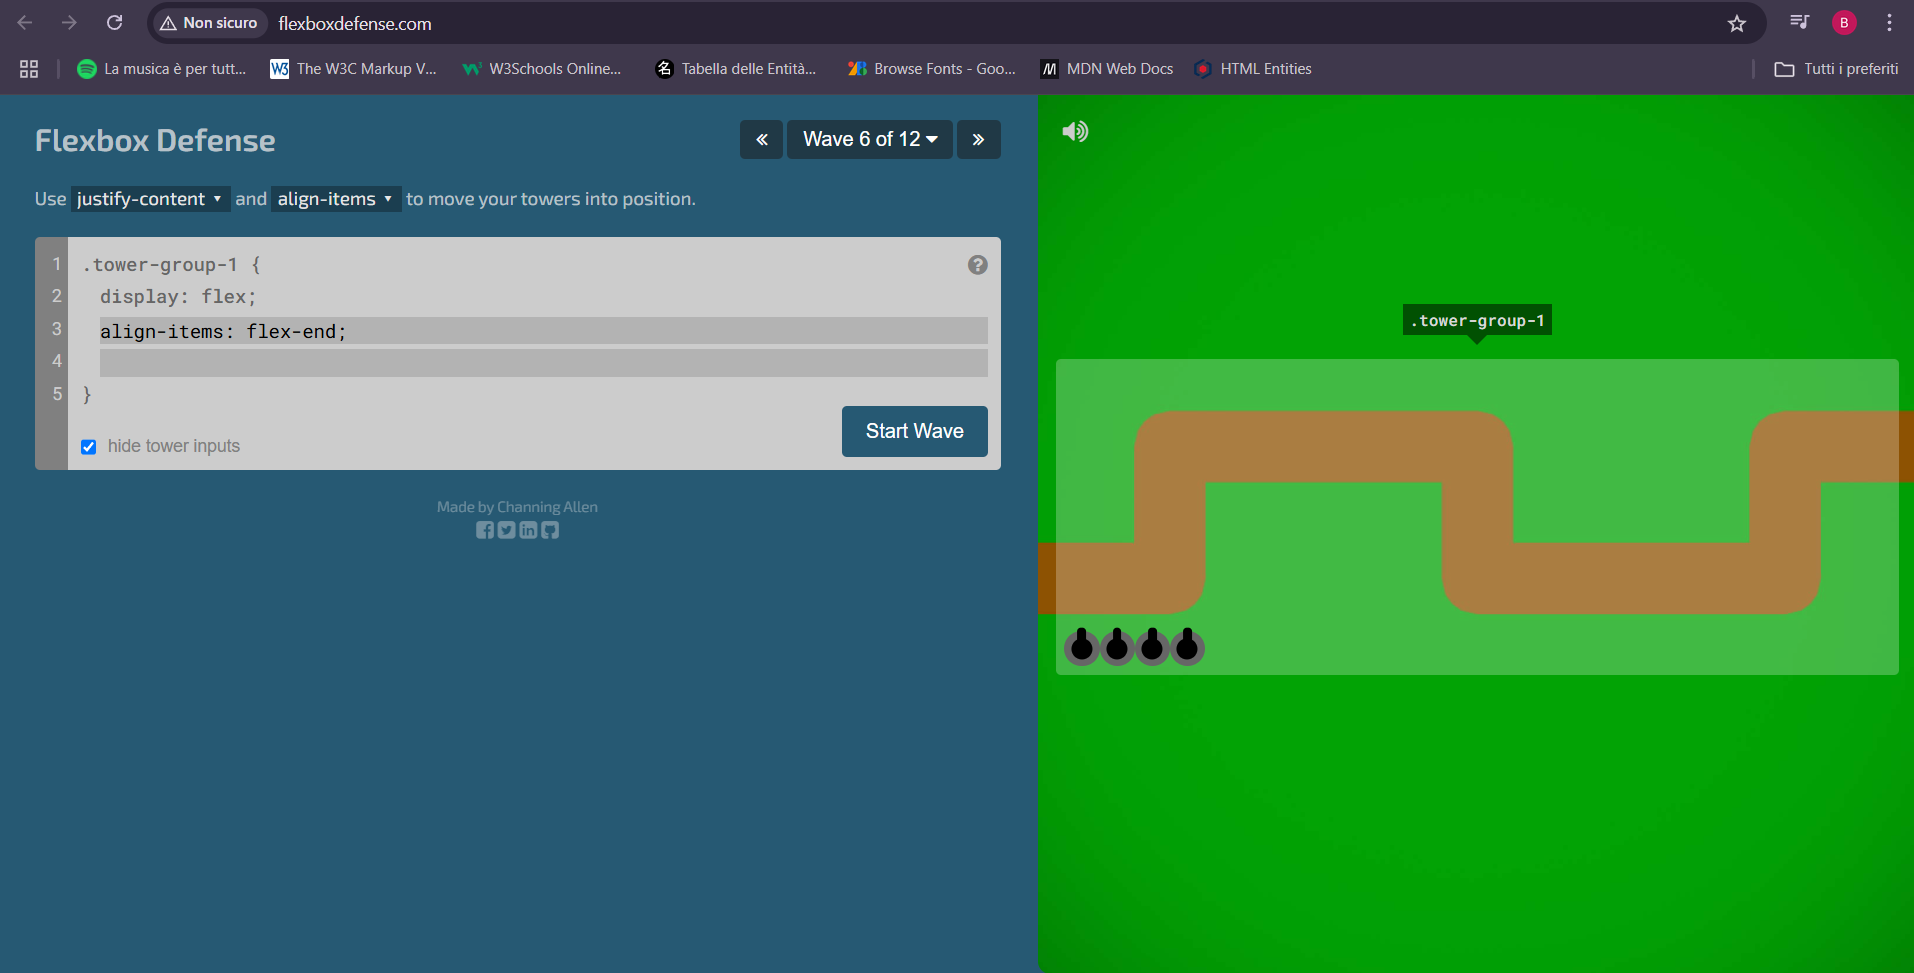 Non sicuro flexboxdefense.com B
La musica è per tutt... The W3C Markup V... W3Schools Online... 名 Tabella delle Entità... Browse Fonts - Goo... MDN Web Docs HTML Entities Tutti i preferiti
Flexbox Defense
« Wave 6 of 12 »
Use justify-content and align-items to move your towers into position.
1 .tower-group-1 {
2 display: flex;
3 align-items: flex-end;
4
5 }
hide tower inputs
Start Wave
Made by Channing Allen
.tower-group-1